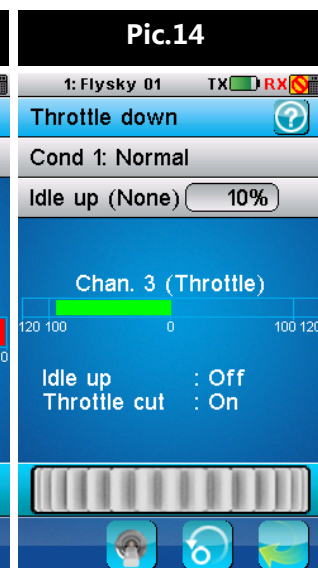 Pic.14
1: Flysky 01 TX RX
Throttle down ?
Cond 1: Normal
Idle up (None) 10%
Chan. 3 (Throttle)
120 100 0 100 120
0
Idle up : Off
Throttle cut : On